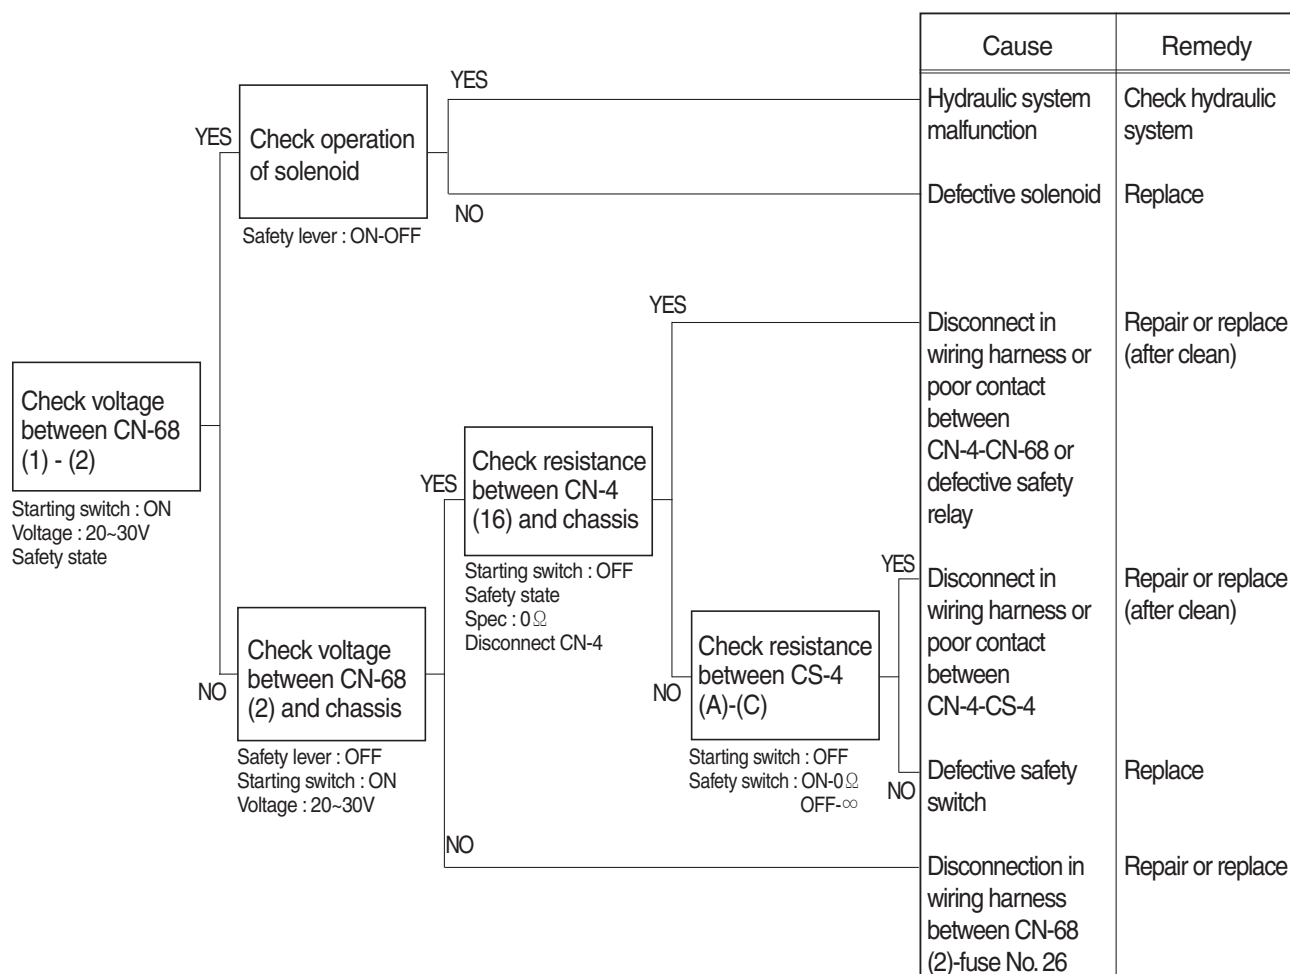 Cause
Remedy
YES
Hydraulic system
malfunction
Check hydraulic
system
YES
Check operation
of solenoid
NO
Defective solenoid
Replace
Safety lever : ON-OFF
YES
Disconnect in
wiring harness or
poor contact
between
CN-4-CN-68 or
defective safety
relay
Repair or replace
(after clean)
Check voltage
between CN-68
(1) - (2)
Starting switch : ON
Voltage : 20~30V
Safety state
YES
Check resistance
between CN-4
(16) and chassis
Starting switch : OFF
Safety state
Spec : 0Ω
Disconnect CN-4
YES
Disconnect in
wiring harness or
poor contact
between
CN-4-CS-4
Repair or replace
(after clean)
NO
Check voltage
between CN-68
(2) and chassis
Safety lever : OFF
Starting switch : ON
Voltage : 20~30V
NO
Check resistance
between CS-4
(A)-(C)
Starting switch : OFF
Safety switch : ON-0Ω
OFF-∞
NO
Defective safety
switch
Replace
NO
Disconnection in
wiring harness
between CN-68
(2)-fuse No. 26
Repair or replace